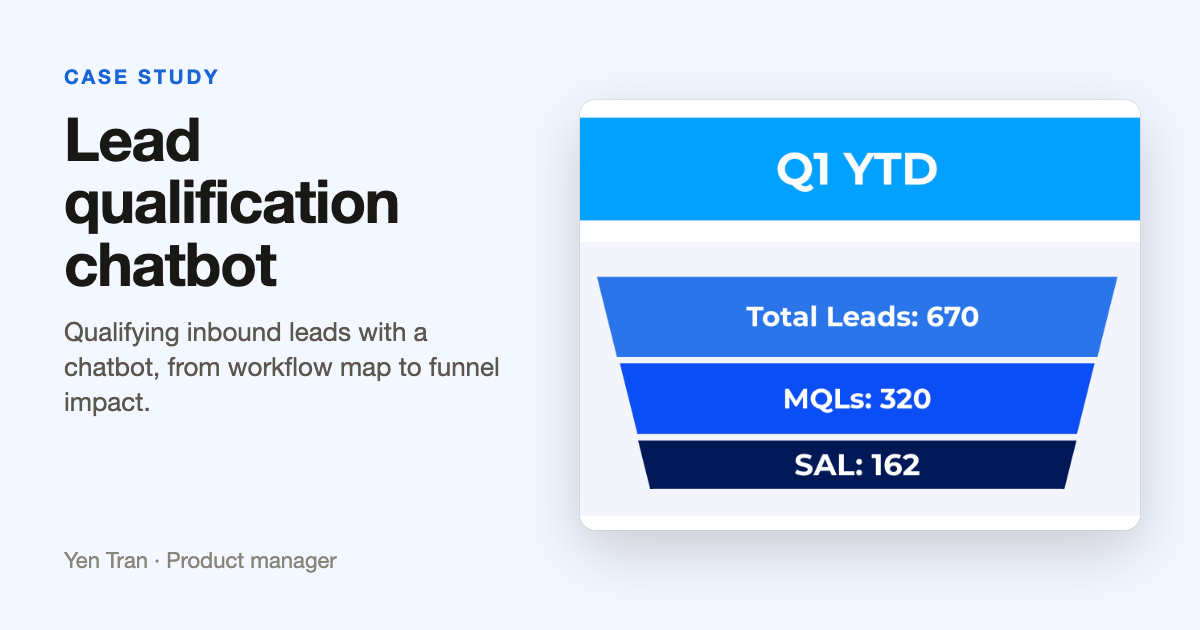 CASE STUDY
Lead
qualification
chatbot
Qualifying inbound leads with a
chatbot, from workflow map to funnel
impact.
Yen Tran · Product manager
Q1 YTD
Total Leads: 670
MQLs: 320
SAL: 162